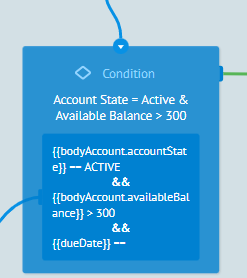 Condition
Account State = Active &
Available Balance > 300
{{bodyAccount.accountStat
e}} == ACTIVE
&&
{{bodyAccount.availableBal
ance}} > 300
&&
{{dueDate}} ==